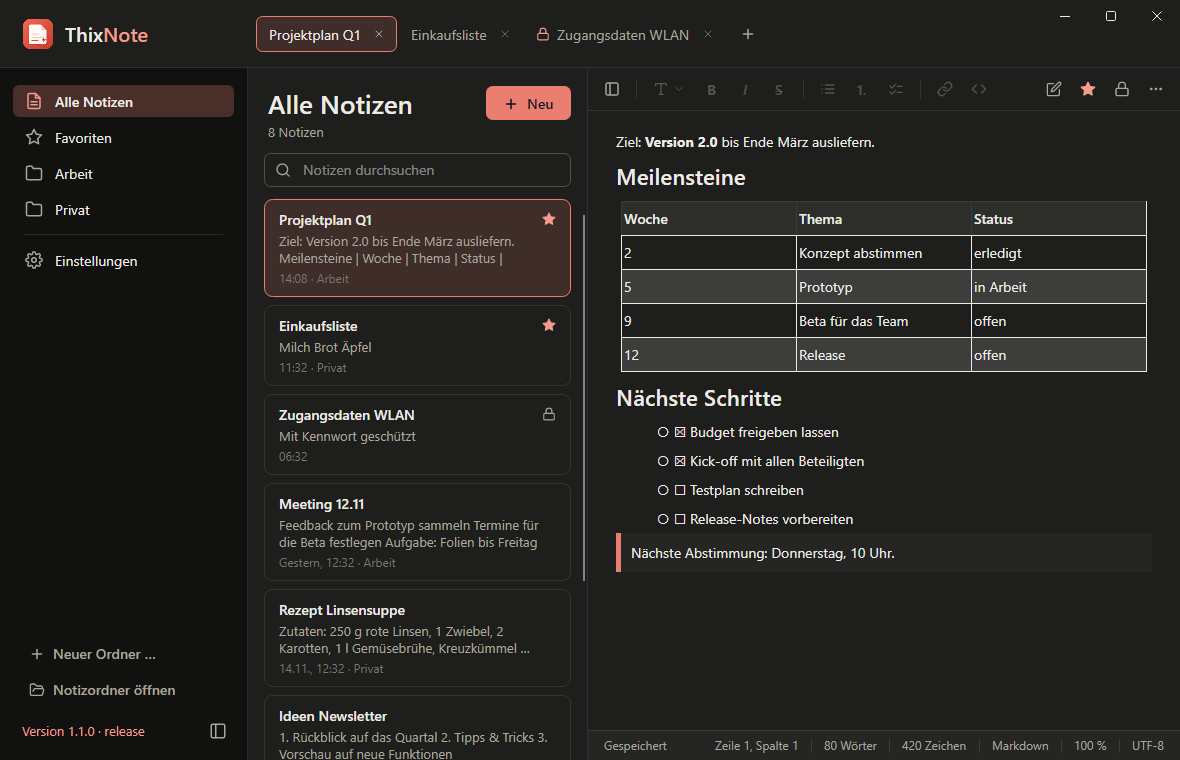 ThixNote
Projektplan Q1
Einkaufsliste
Zugangsdaten WLAN
Alle Notizen
Favoriten
Arbeit
Privat
Einstellungen
Neuer Ordner ...
Notizordner öffnen
Version 1.1.0 · release
Alle Notizen
Neu
8 Notizen
Notizen durchsuchen
Projektplan Q1
Ziel: Version 2.0 bis Ende März ausliefern.
Meilensteine | Woche | Thema | Status |
14:08 · Arbeit
Einkaufsliste
Milch Brot Äpfel
11:32 · Privat
Zugangsdaten WLAN
Mit Kennwort geschützt
06:32
Meeting 12.11
Feedback zum Prototyp sammeln Termine für
die Beta festlegen Aufgabe: Folien bis Freitag
Gestern, 12:32 · Arbeit
Rezept Linsensuppe
Zutaten: 250 g rote Linsen, 1 Zwiebel, 2
Karotten, 1 l Gemüsebrühe, Kreuzkümmel ...
14.11., 12:32 · Privat
Ideen Newsletter
1. Rückblick auf das Quartal 2. Tipps & Tricks 3.
Vorschau auf neue Funktionen
T B I S 1.
Ziel: Version 2.0 bis Ende März ausliefern.
Meilensteine
Woche Thema Status
2 Konzept abstimmen erledigt
5 Prototyp in Arbeit
9 Beta für das Team offen
12 Release offen
Nächste Schritte
☒ Budget freigeben lassen
☒ Kick-off mit allen Beteiligten
☐ Testplan schreiben
☐ Release-Notes vorbereiten
Nächste Abstimmung: Donnerstag, 10 Uhr.
Gespeichert Zeile 1, Spalte 1 80 Wörter 420 Zeichen Markdown 100 % UTF-8